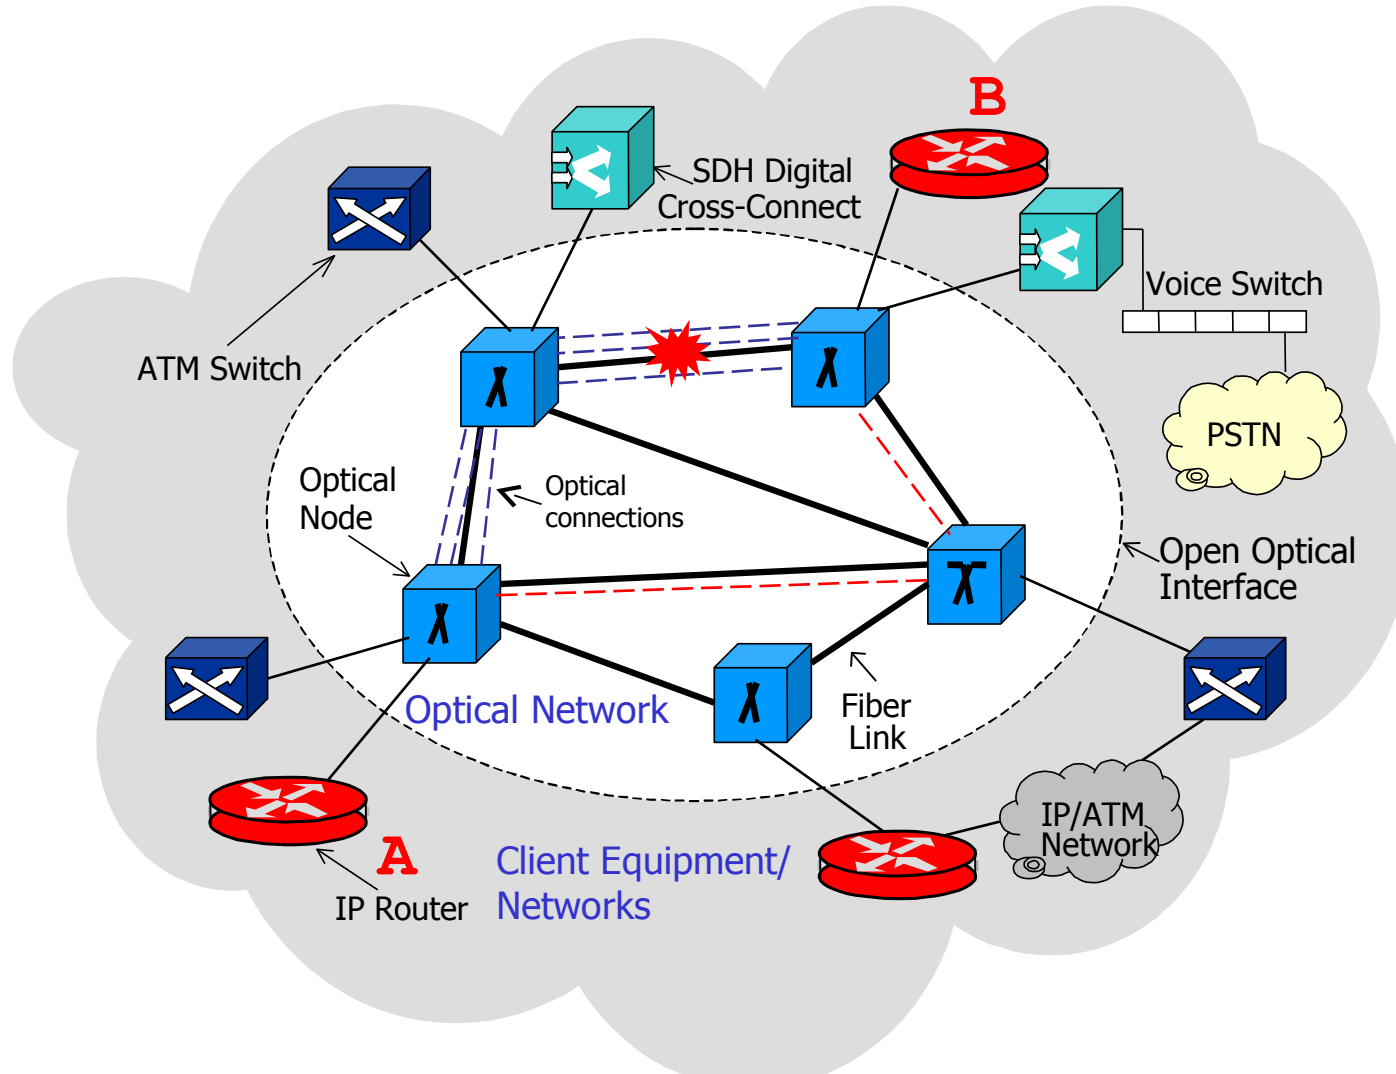 B
SDH Digital
Cross-Connect
Voice Switch
ATM Switch
PSTN
Optical
Node
Optical
connections
Open Optical
Interface
Optical Network
Fiber
Link
IP/ATM
Network
A
Client Equipment/
Networks
IP Router